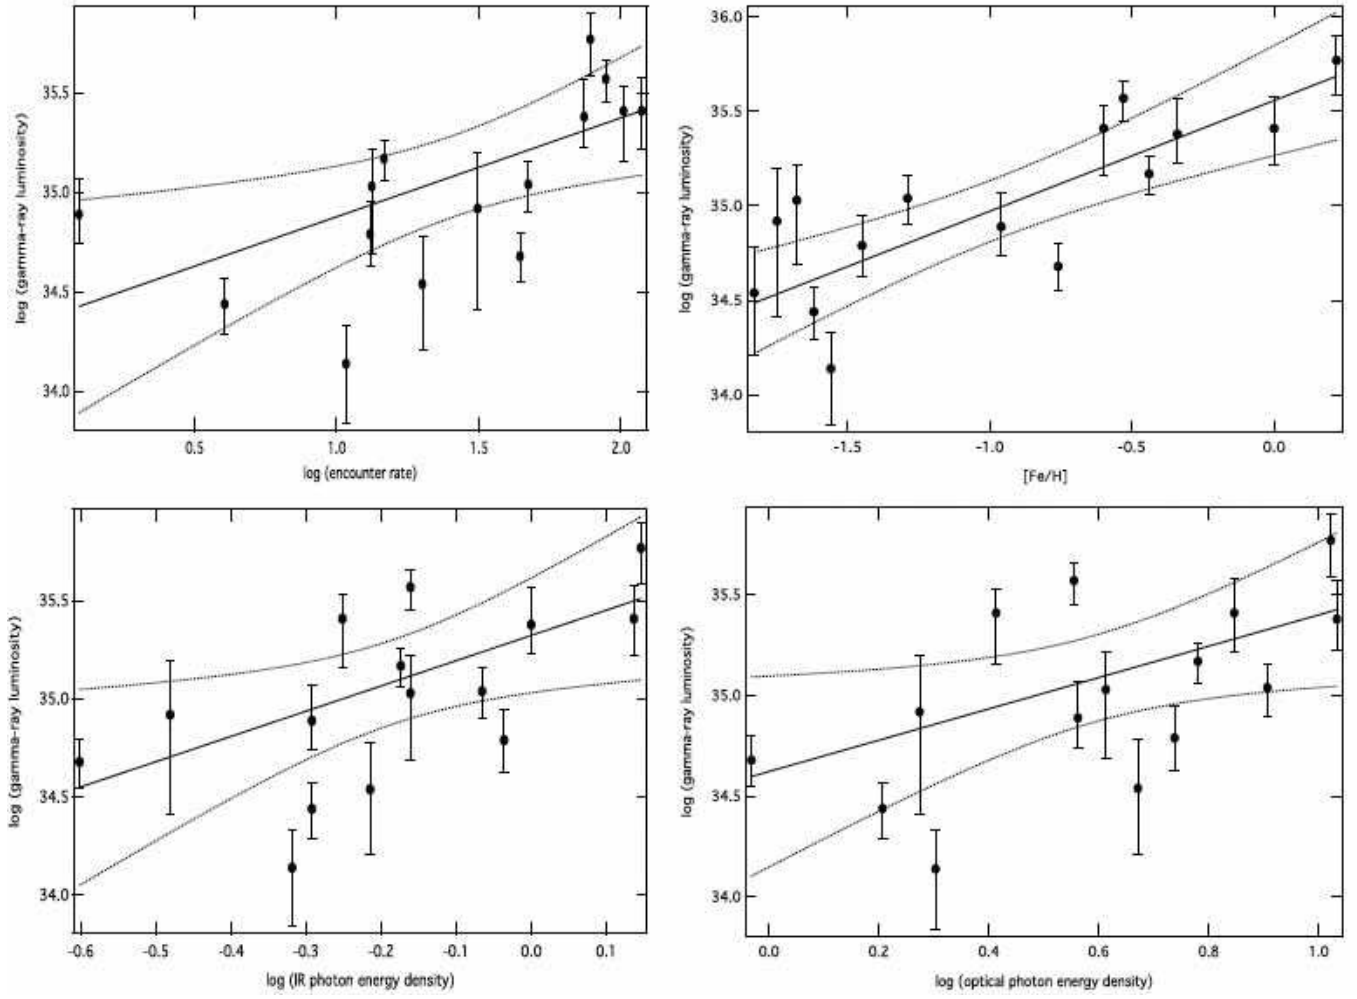 log (gamma-ray luminosity)
35.5
35.0
34.5
34.0
0.5 1.0 1.5 2.0
log (encounter rate)
log (gamma-ray luminosity)
36.0
35.5
35.0
34.5
34.0
-1.5 -1.0 -0.5 0.0
[Fe/H]
log (gamma-ray luminosity)
35.5
35.0
34.5
34.0
-0.6 -0.5 -0.4 -0.3 -0.2 -0.1 0.0 0.1
log (IR photon energy density)
log (gamma-ray luminosity)
35.5
35.0
34.5
34.0
0.0 0.2 0.4 0.6 0.8 1.0
log (optical photon energy density)